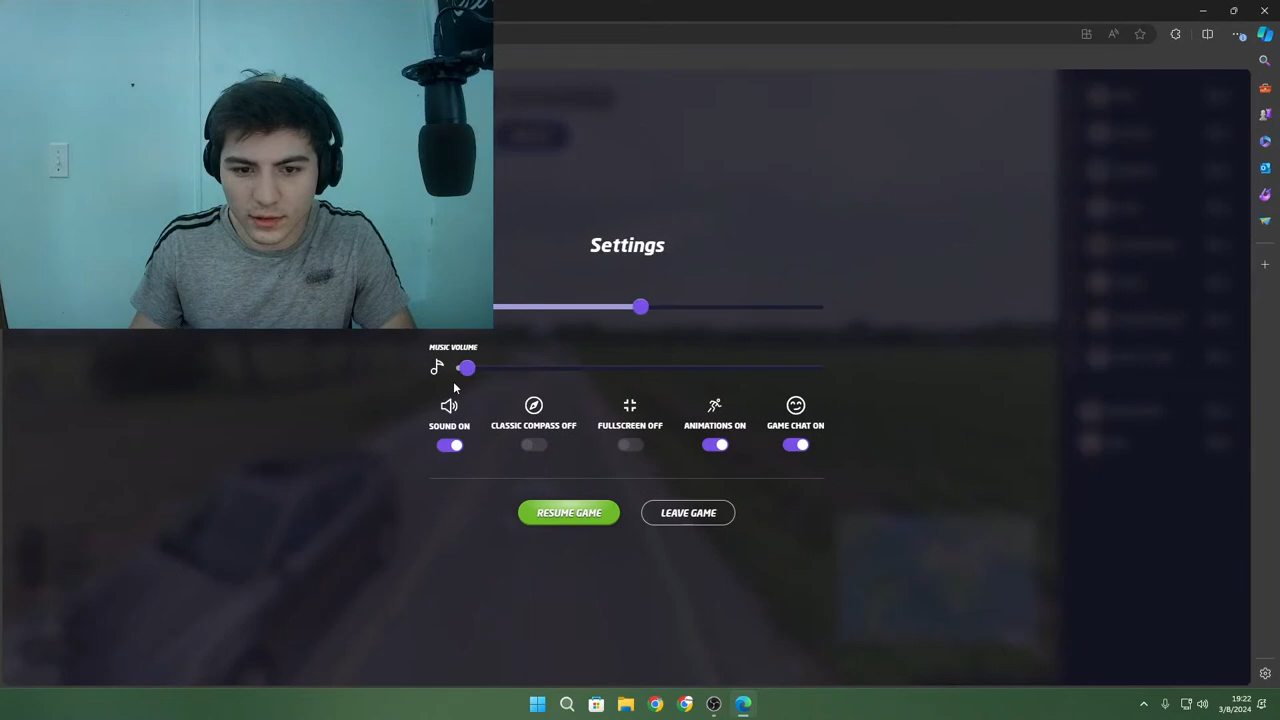 Settings
MUSIC VOLUME
SOUND ON CLASSIC COMPASS OFF FULLSCREEN OFF ANIMATIONS ON GAME CHAT ON
RESUME GAME LEAVE GAME
19:22
3/8/2024